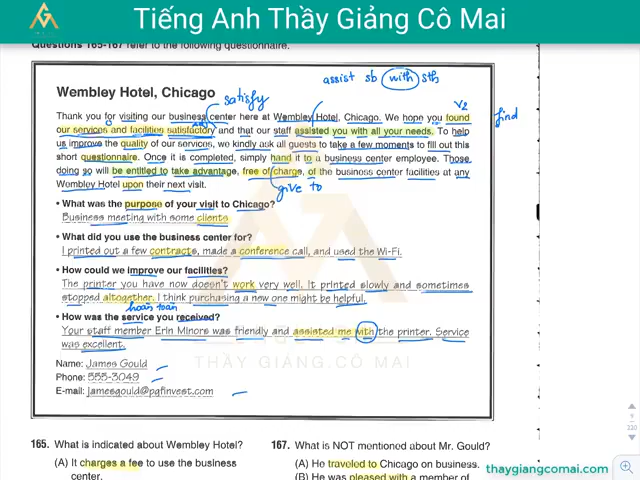 Tiếng Anh Thầy Giảng Cô Mai
Questions 165-167 refer to the following questionnaire.
assist sb with sth
Wembley Hotel, Chicago
satisfy
V2
Thank you for visiting our business center here at Wembley Hotel, Chicago. We hope you found
find
our services and facilities satisfactory and that our staff assisted you with all your needs. To help
adj
us improve the quality of our services, we kindly ask all guests to take a few moments to fill out this
short questionnaire. Once it is completed, simply hand it to a business center employee. Those
doing so will be entitled to take advantage, free of charge, of the business center facilities at any
Wembley Hotel upon their next visit.
give to
• What was the purpose of your visit to Chicago?
Business meeting with some clients
• What did you use the business center for?
I printed out a few contracts, made a conference call, and used the Wi-Fi.
• How could we improve our facilities?
The printer you have now doesn't work very well. It printed slowly and sometimes
stopped altogether. I think purchasing a new one might be helpful.
hoàn toàn
• How was the service you received?
Your staff member Erin Minors was friendly and assisted me with the printer. Service
was excellent.
THẦY GIẢNG.CÔ MAI
Name: James Gould
Phone: 555-3049
E-mail: jamesgould@pgfinvest.com
165. What is indicated about Wembley Hotel?
(A) It charges a fee to use the business
center.
167. What is NOT mentioned about Mr. Gould?
(A) He traveled to Chicago on business.
(B) He was pleased with a member of
thaygiangcomai.com